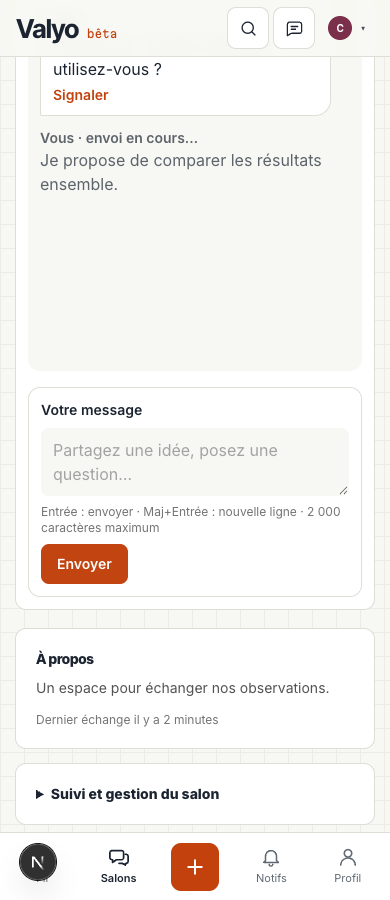 Valyo bêta
C
utilisez-vous ?
Signaler
Vous · envoi en cours…
Je propose de comparer les résultats
ensemble.
Votre message
Partagez une idée, posez une
question…
Entrée : envoyer · Maj+Entrée : nouvelle ligne · 2 000
caractères maximum
Envoyer
À propos
Un espace pour échanger nos observations.
Dernier échange il y a 2 minutes
Suivi et gestion du salon
N
Salons
Notifs
Profil